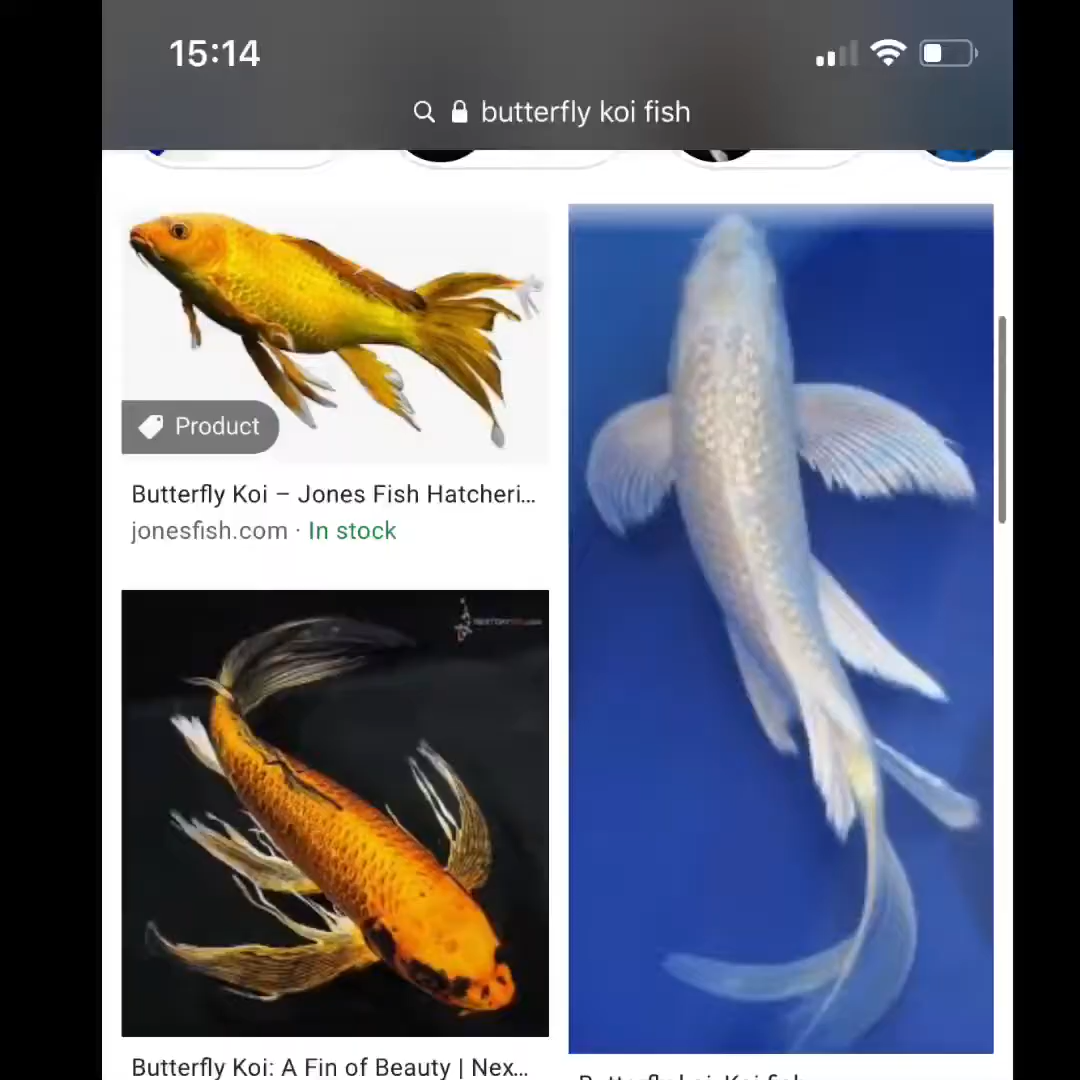 15:14
butterfly koi fish
Product
Butterfly Koi – Jones Fish Hatcheri...
jonesfish.com · In stock
Butterfly Koi: A Fin of Beauty | Nex...